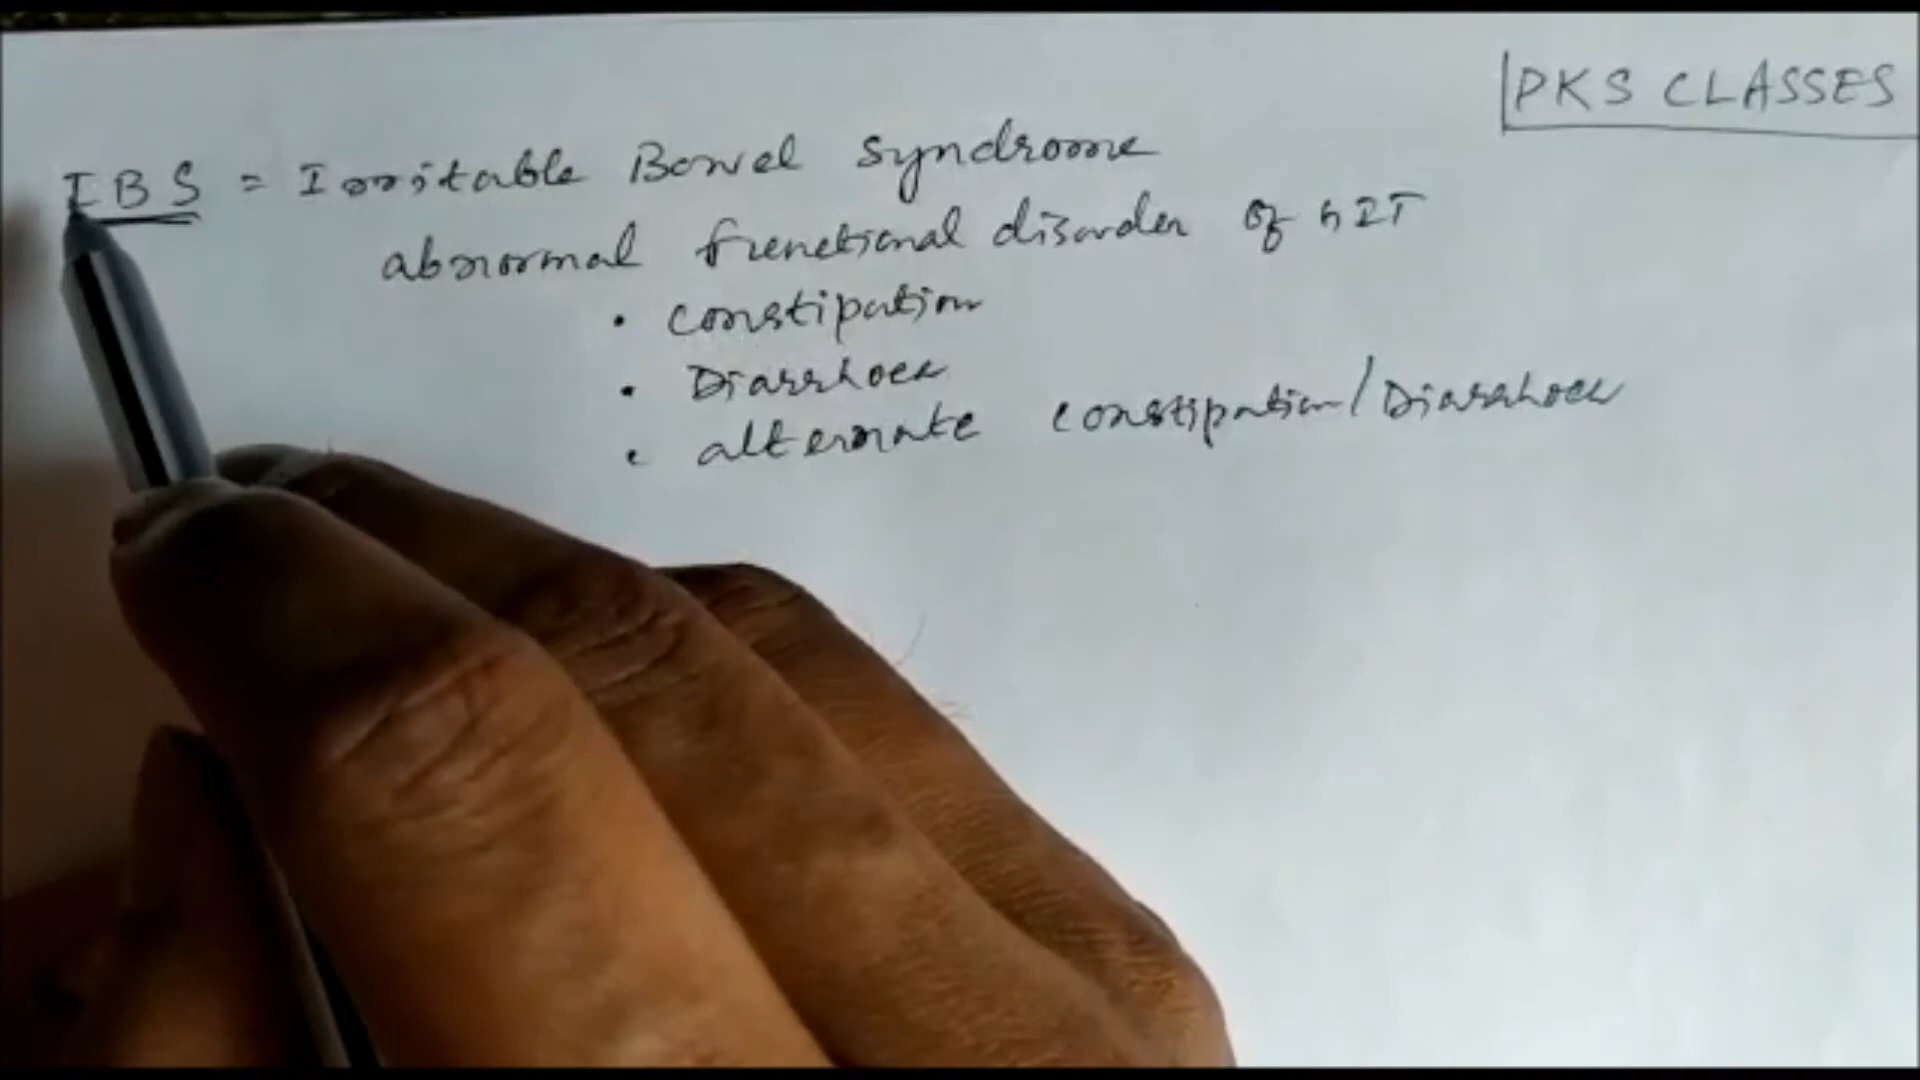 PKS CLASSES
IBS = Irritable Bowel Syndrome
abnormal functional disorder of GIT
• Constipation
• Diarrhoea
• alternate constipation/Diarrhoea